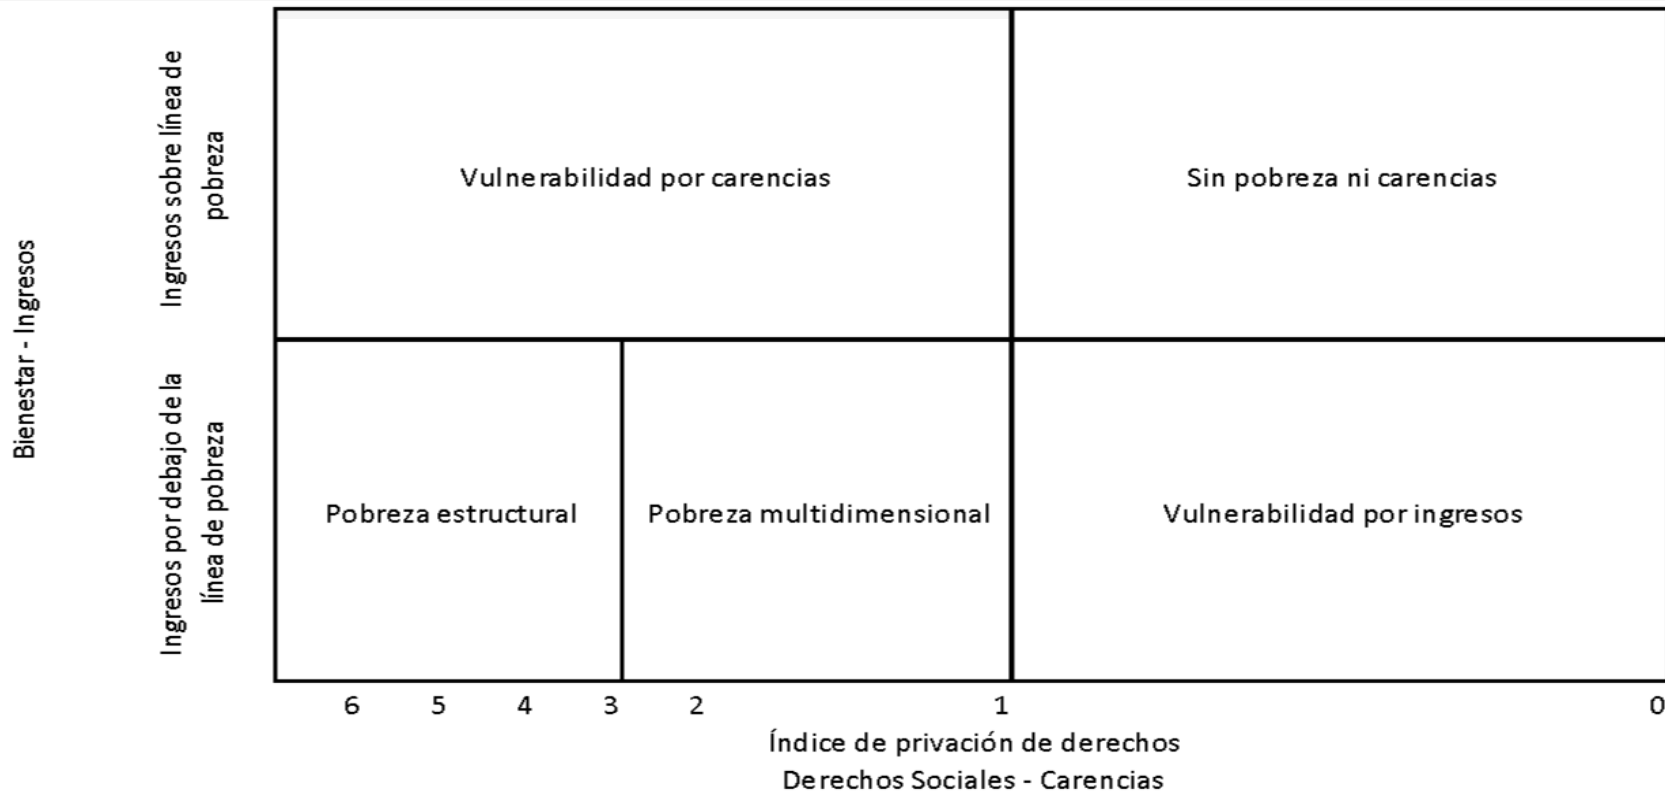 Bienestar - Ingresos
Ingresos sobre línea de
pobreza
Ingresos por debajo de la
línea de pobreza
Vulnerabilidad por carencias
Sin pobreza ni carencias
Pobreza estructural
Pobreza multidimensional
Vulnerabilidad por ingresos
6 5 4 3 2 1 0
Índice de privación de derechos
Derechos Sociales - Carencias